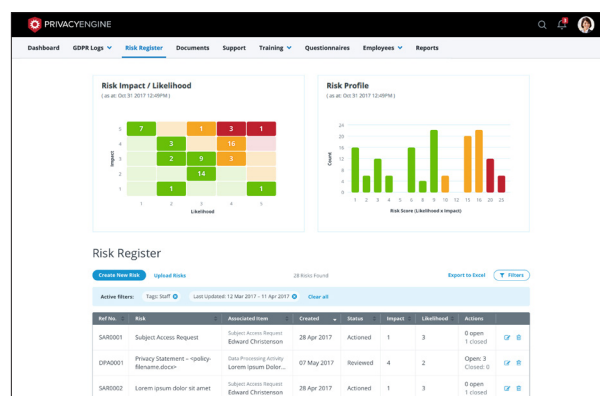 PRIVACYENGINE
3
Dashboard GDPR Logs Risk Register Documents Support Training Questionnaires Employees Reports
Risk Impact / Likelihood
( as at: Oct 31 2017 12:49PM )
Risk Profile
( as at: Oct 31 2017 12:49PM )
5 7 1 3 1
4 3 16
3 2 9 3
2 14
1 1 1
Impact
1 2 3 4 5
Likelihood
24
20
16
12
8
4
0
Count
1 2 3 4 5 6 8 9 10 12 15 16 20 25
Risk Score (Likelihood x Impact)
Risk Register
Create New Risk Upload Risks 28 Risks Found Export to Excel Filters
Active filters: Tags: Staff Last Updated: 12 Mar 2017 - 11 Apr 2017 Clear all
Ref No. Risk Associated Item Created Status Impact Likelihood Actions
SAR0001 Subject Access Request Subject Access Request Edward Christenson 28 Apr 2017 Actioned 1 3 0 open 1 closed
DPA0001 Privacy Statement – <policy-filename.docx> Data Processing Activity Lorem Ipsum Dolor... 07 May 2017 Reviewed 4 2 Open: 3 Closed: 0
SAR0002 Lorem ipsum dolor sit amet Subject Access Request Edward Christenson 28 Apr 2017 Actioned 1 3 0 open 1 closed